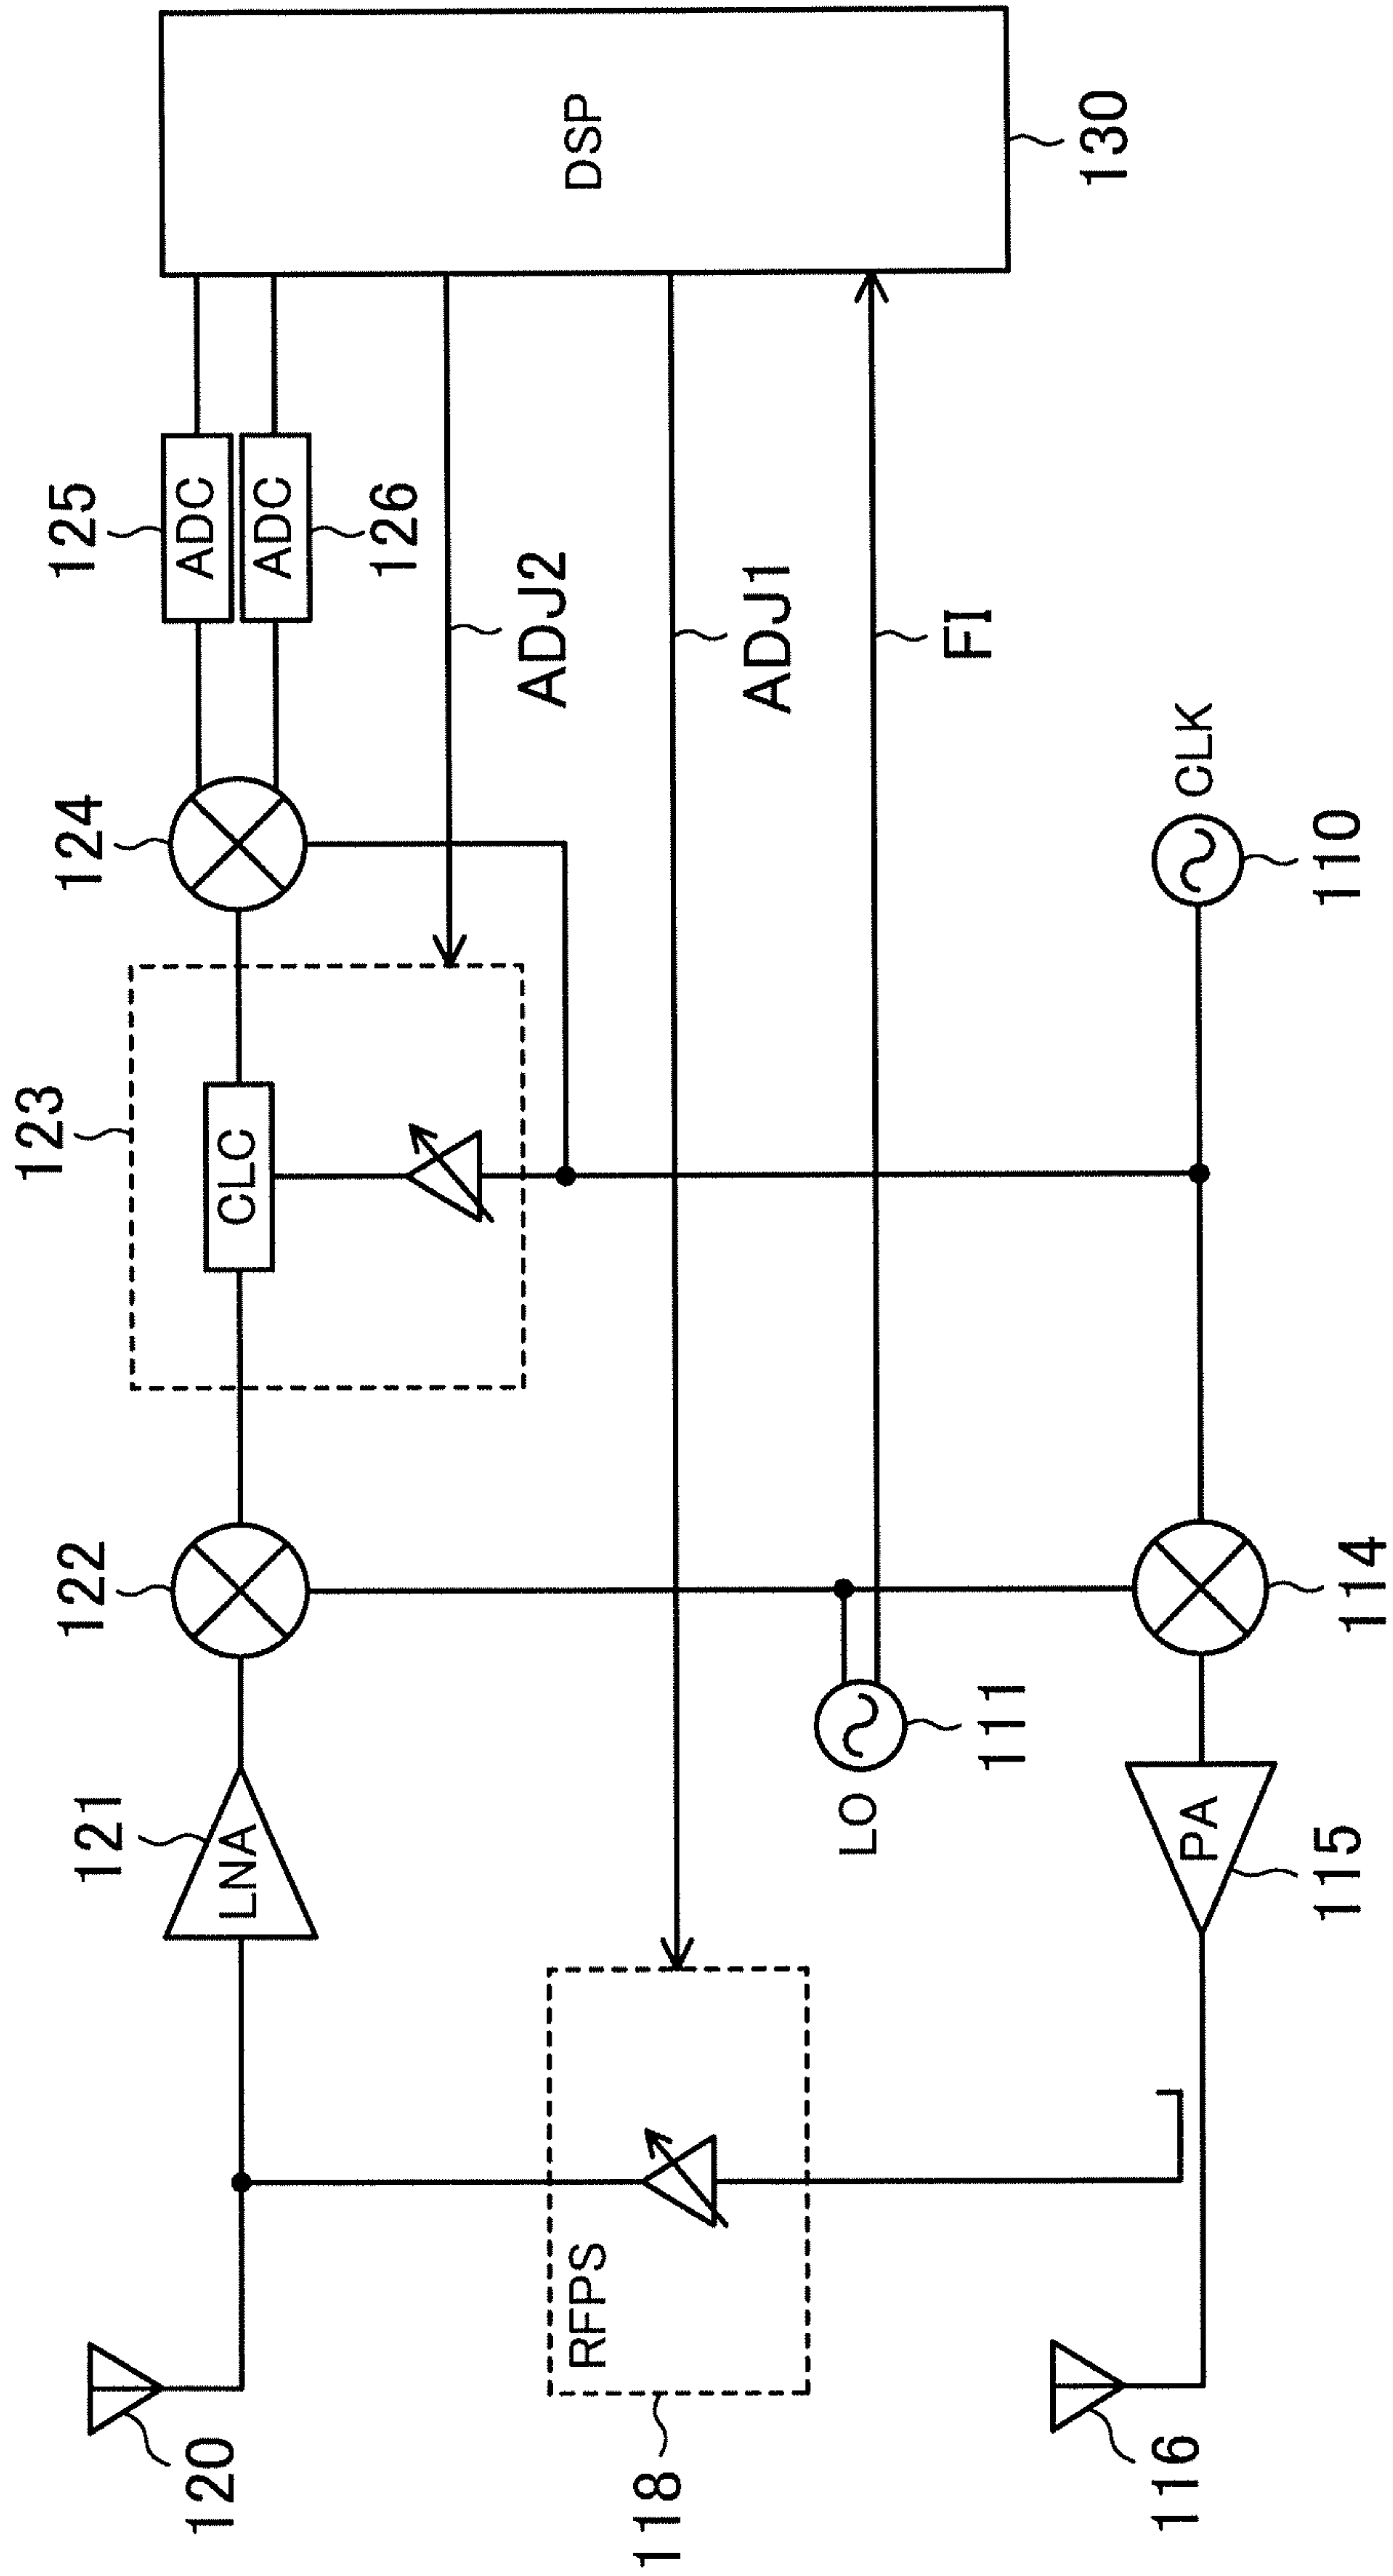 120
121
LNA
122
123
CLC
124
125
ADC
ADC
126
ADJ2
118
RFPS
ADJ1
DSP
130
LO
111
FI
116
PA
115
114
CLK
110